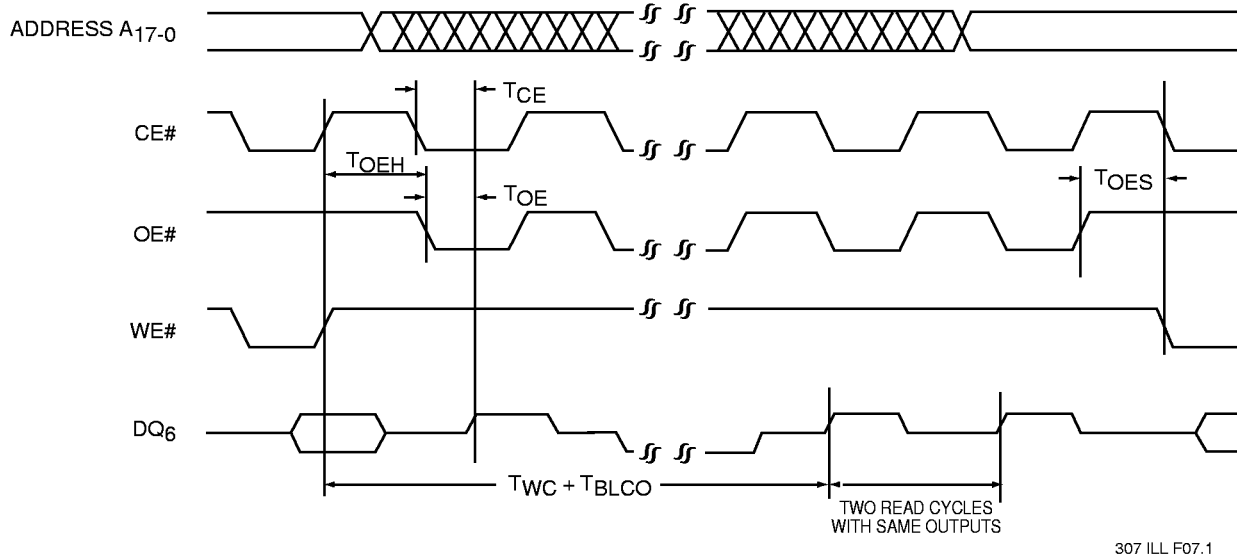 ADDRESS A17-0
TCE
CE#
TOEH
TOE
TOES
OE#
WE#
DQ6
TWC + TBLCO
TWO READ CYCLES
WITH SAME OUTPUTS
307 ILL F07.1